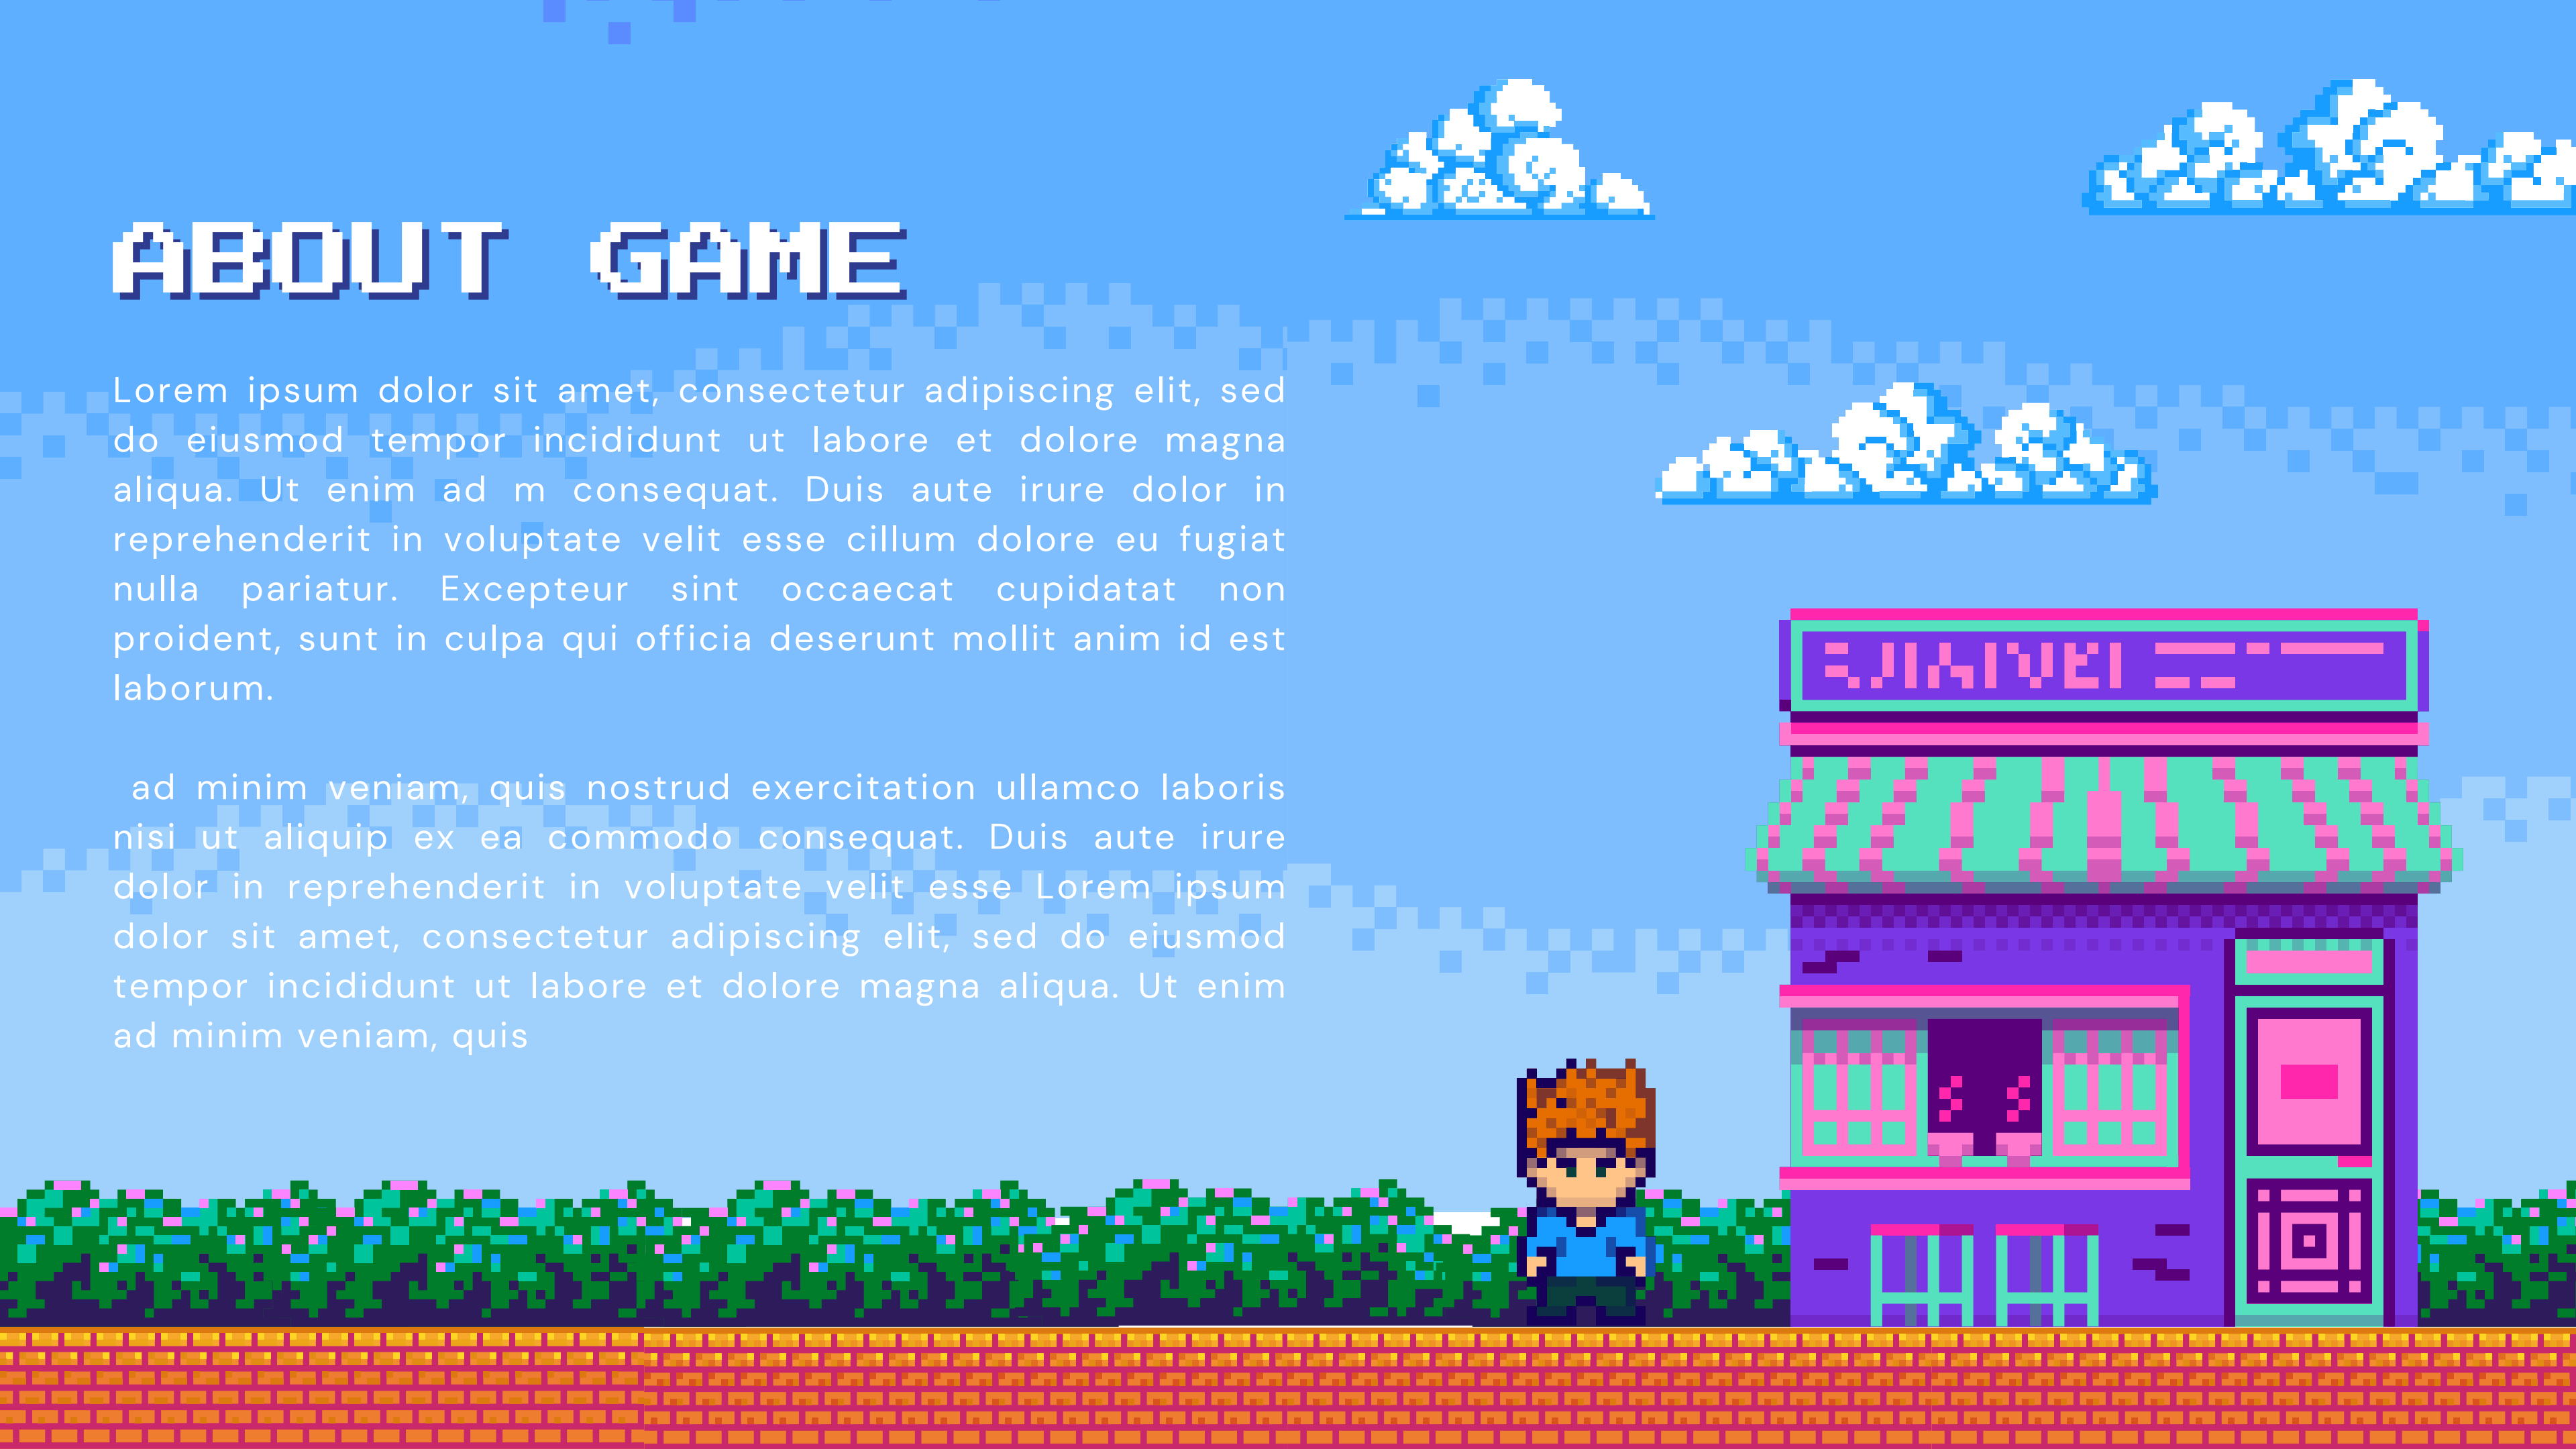 ABOUT GAME
Lorem ipsum dolor sit amet, consectetur adipiscing elit, sed
do eiusmod tempor incididunt ut labore et dolore magna
aliqua. Ut enim ad m consequat. Duis aute irure dolor in
reprehenderit in voluptate velit esse cillum dolore eu fugiat
nulla pariatur. Excepteur sint occaecat cupidatat non
proident, sunt in culpa qui officia deserunt mollit anim id est
laborum.
ad minim veniam, quis nostrud exercitation ullamco laboris
nisi ut aliquip ex ea commodo consequat. Duis aute irure
dolor in reprehenderit in voluptate velit esse Lorem ipsum
dolor sit amet, consectetur adipiscing elit, sed do eiusmod
tempor incididunt ut labore et dolore magna aliqua. Ut enim
ad minim veniam, quis